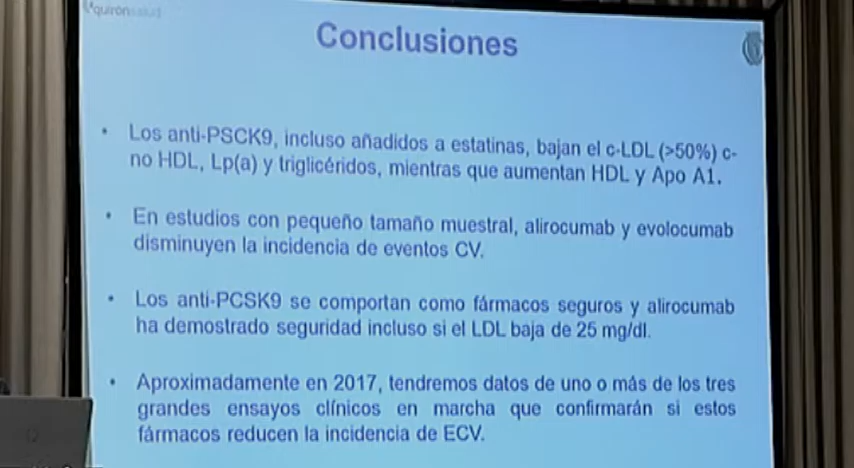 quirónsalud
Conclusiones
• Los anti-PSCK9, incluso añadidos a estatinas, bajan el c-LDL (>50%) c-
no HDL, Lp(a) y triglicéridos, mientras que aumentan HDL y Apo A1.
• En estudios con pequeño tamaño muestral, alirocumab y evolocumab
disminuyen la incidencia de eventos CV.
• Los anti-PCSK9 se comportan como fármacos seguros y alirocumab
ha demostrado seguridad incluso si el LDL baja de 25 mg/dl.
• Aproximadamente en 2017, tendremos datos de uno o más de los tres
grandes ensayos clínicos en marcha que confirmarán si estos
fármacos reducen la incidencia de ECV.